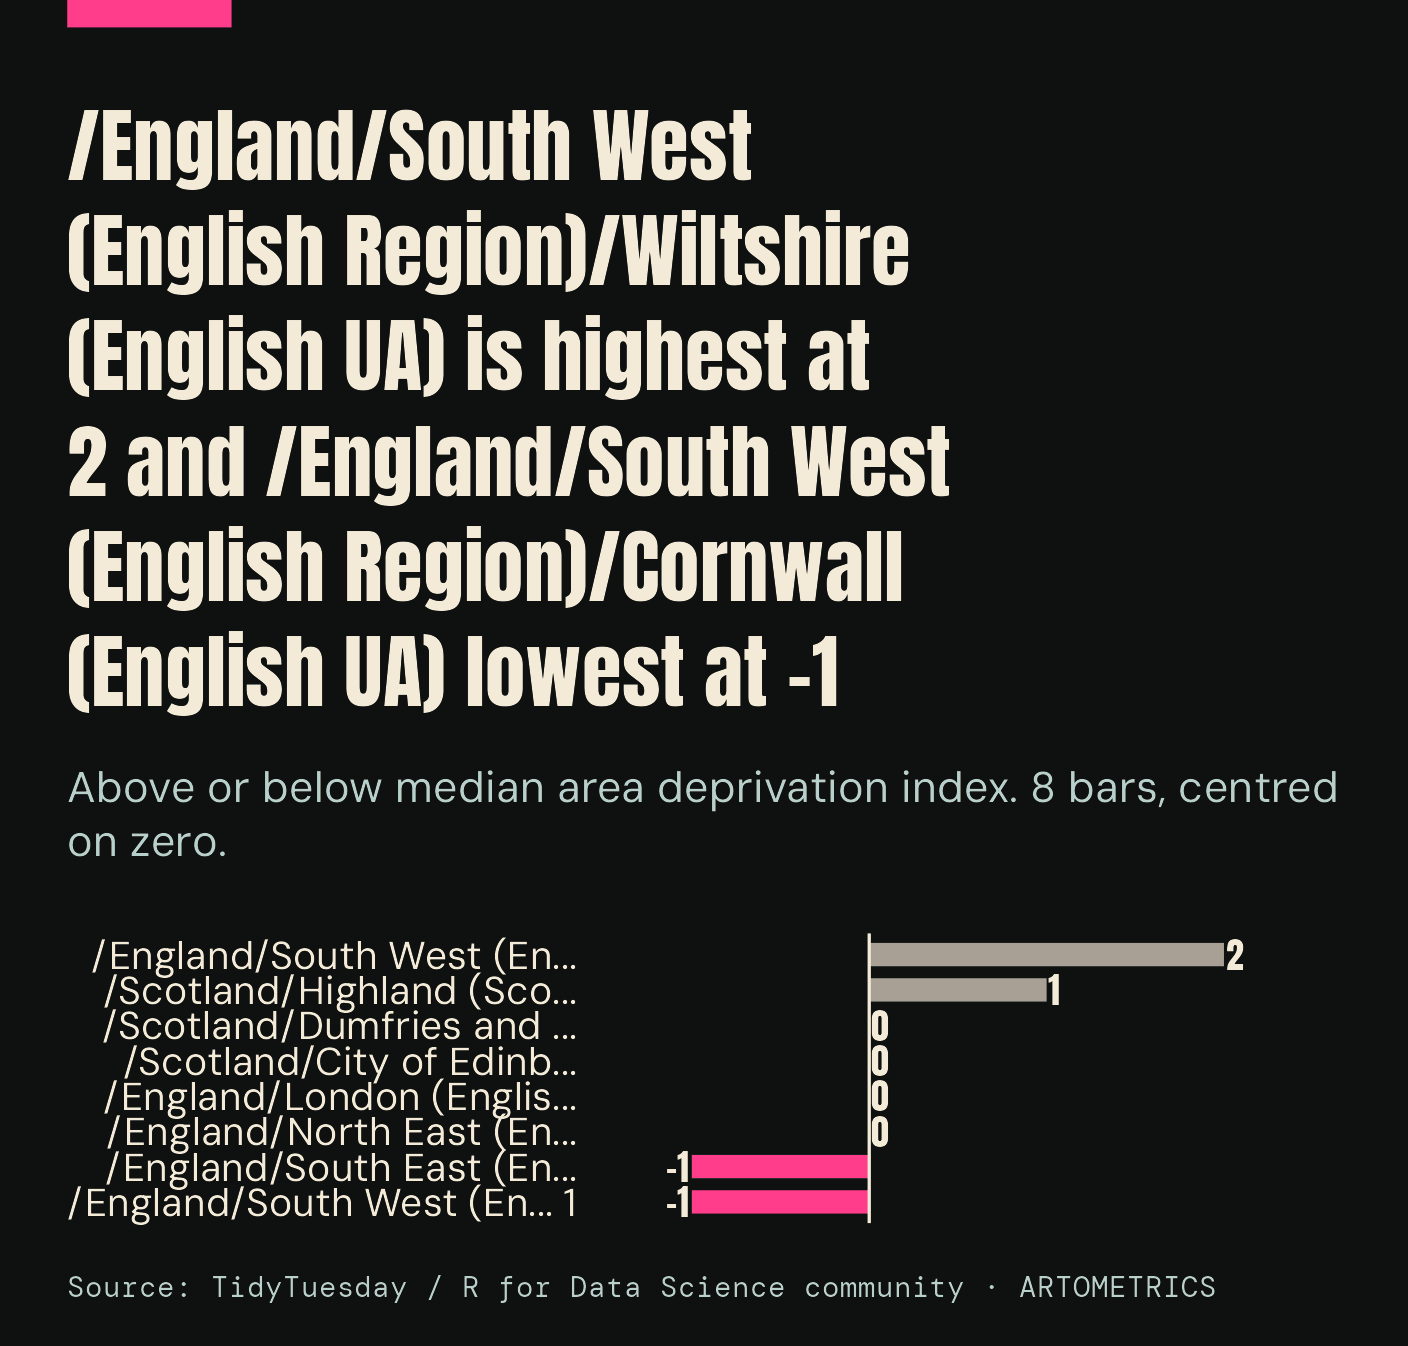 /England/South West
(English Region)/Wiltshire
(English UA) is highest at
2 and /England/South West
(English Region)/Cornwall
(English UA) lowest at -1
Above or below median area deprivation index. 8 bars, centred
on zero.
/England/South West (En... 2
/Scotland/Highland (Sco... 1
/Scotland/Dumfries and ... 0
/Scotland/City of Edinb... 0
/England/London (Englis... 0
/England/North East (En... 0
/England/South East (En... -1
/England/South West (En... 1 -1
Source: TidyTuesday / R for Data Science community · ARTOMETRICS